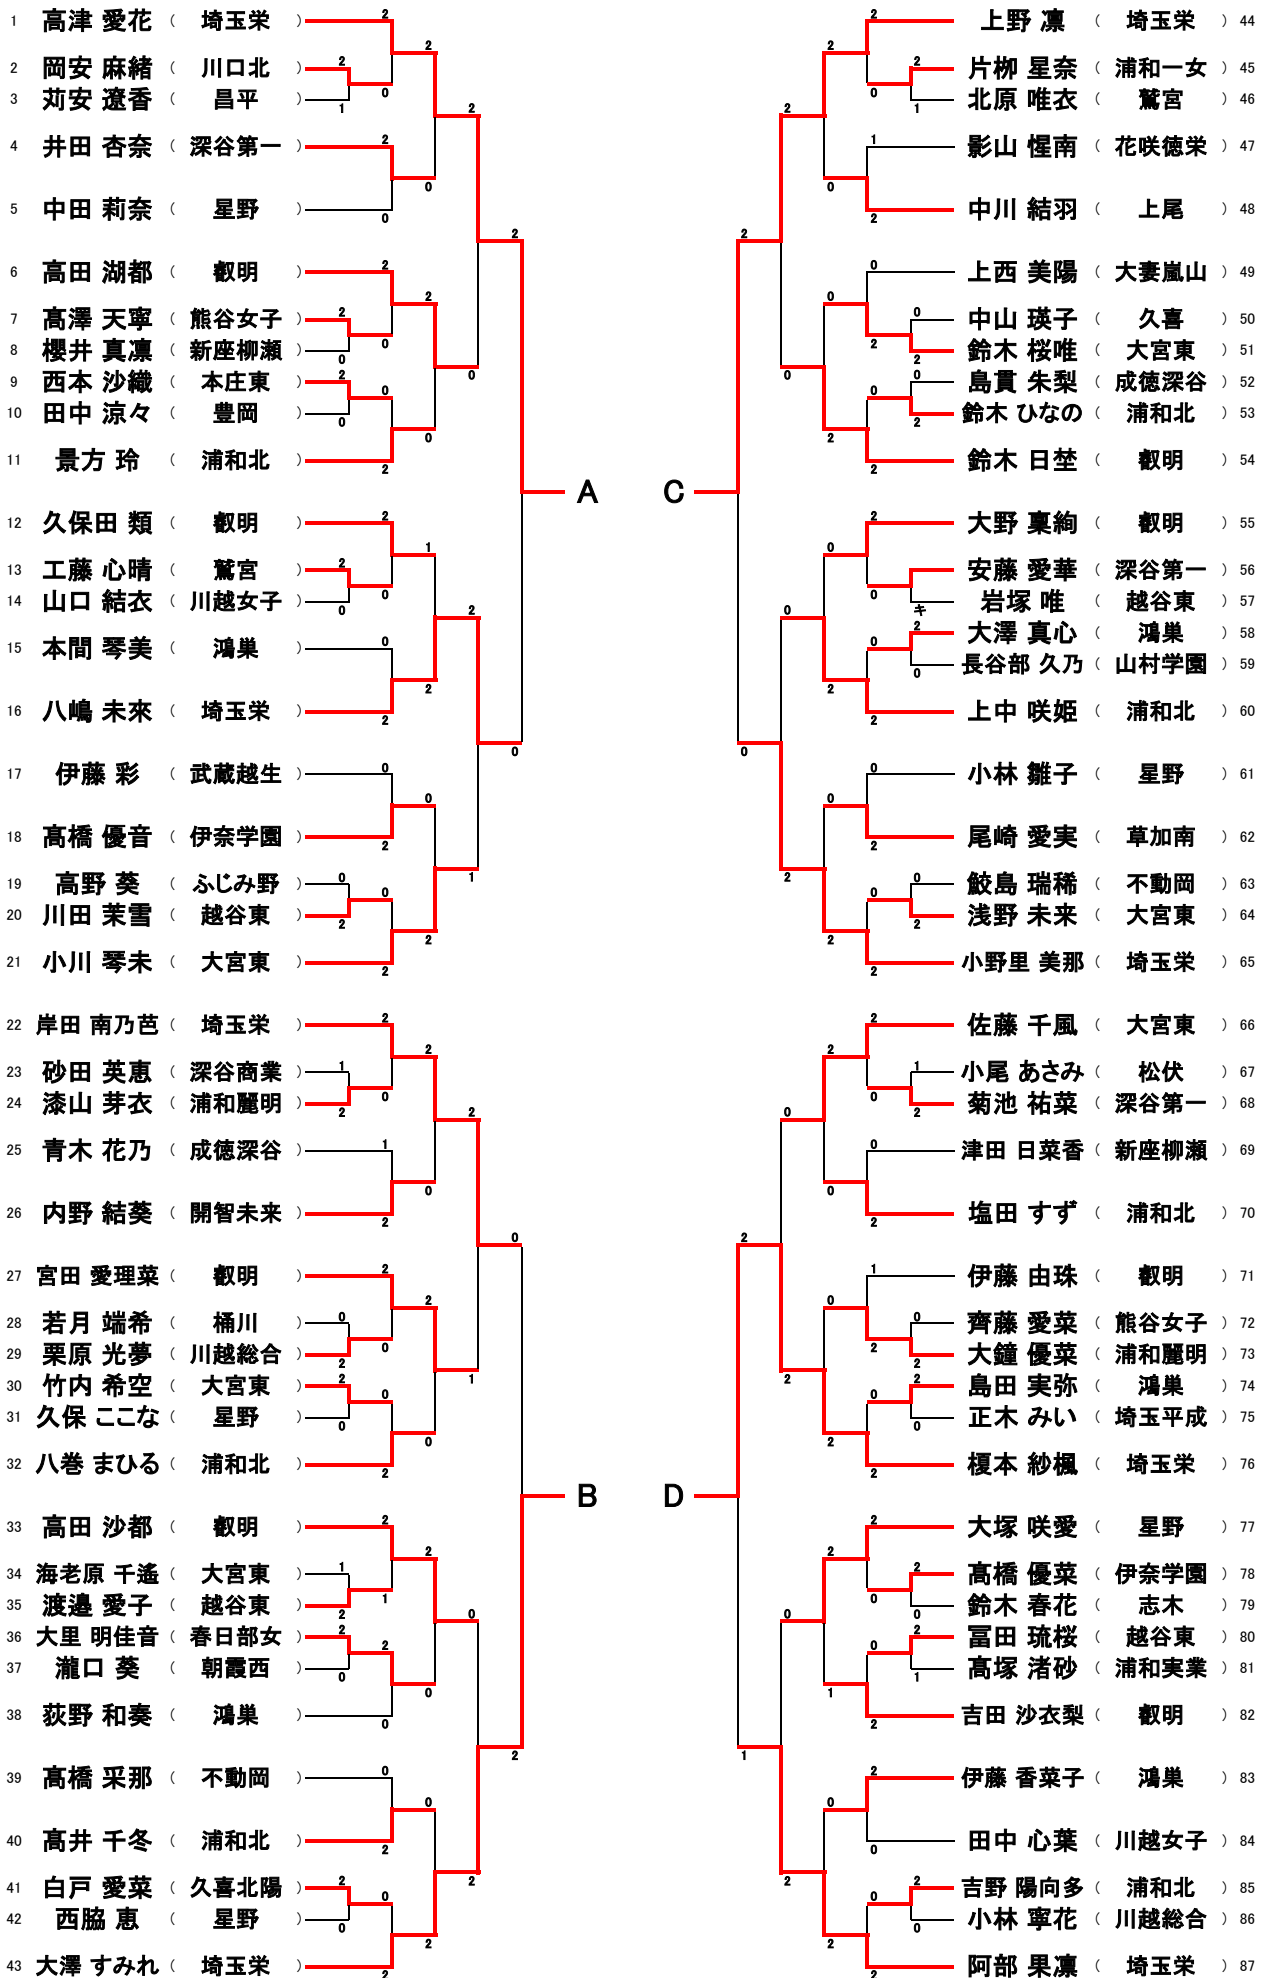 1 高津 愛花 （ 埼玉栄 ）
2 岡安 麻緒 （ 川口北 ）
3 苅安 遼香 （ 昌平 ）
4 井田 杏奈 （ 深谷第一 ）
5 中田 莉奈 （ 星野 ）
6 高田 湖都 （ 叡明 ）
7 髙澤 天寧 （ 熊谷女子 ）
8 櫻井 真凛 （ 新座柳瀬 ）
9 西本 沙織 （ 本庄東 ）
10 田中 涼々 （ 豊岡 ）
11 景方 玲 （ 浦和北 ）
12 久保田 類 （ 叡明 ）
13 工藤 心晴 （ 鷲宮 ）
14 山口 結衣 （ 川越女子 ）
15 本間 琴美 （ 鴻巣 ）
16 八嶋 未來 （ 埼玉栄 ）
17 伊藤 彩 （ 武蔵越生 ）
18 髙橋 優音 （ 伊奈学園 ）
19 高野 葵 （ ふじみ野 ）
20 川田 茉雪 （ 越谷東 ）
21 小川 琴未 （ 大宮東 ）
22 岸田 南乃芭 （ 埼玉栄 ）
23 砂田 英恵 （ 深谷商業 ）
24 漆山 芽衣 （ 浦和麗明 ）
25 青木 花乃 （ 成徳深谷 ）
26 内野 結葵 （ 開智未来 ）
27 宮田 愛理菜 （ 叡明 ）
28 若月 端希 （ 桶川 ）
29 栗原 光夢 （ 川越総合 ）
30 竹内 希空 （ 大宮東 ）
31 久保 ここな （ 星野 ）
32 八巻 まひる （ 浦和北 ）
33 高田 沙都 （ 叡明 ）
34 海老原 千遙 （ 大宮東 ）
35 渡邉 愛子 （ 越谷東 ）
36 大里 明佳音 （ 春日部女 ）
37 瀧口 葵 （ 朝霞西 ）
38 荻野 和奏 （ 鴻巣 ）
39 髙橋 采那 （ 不動岡 ）
40 髙井 千冬 （ 浦和北 ）
41 白戸 愛菜 （ 久喜北陽 ）
42 西脇 恵 （ 星野 ）
43 大澤 すみれ （ 埼玉栄 ）
A
B
C
D
上野 凛 （ 埼玉栄 ） 44
片栁 星奈 （ 浦和一女 ） 45
北原 唯衣 （ 鷲宮 ） 46
影山 惺南 （ 花咲徳栄 ） 47
中川 結羽 （ 上尾 ） 48
上西 美陽 （ 大妻嵐山 ） 49
中山 瑛子 （ 久喜 ） 50
鈴木 桜唯 （ 大宮東 ） 51
島貫 朱梨 （ 成徳深谷 ） 52
鈴木 ひなの （ 浦和北 ） 53
鈴木 日埜 （ 叡明 ） 54
大野 稟絢 （ 叡明 ） 55
安藤 愛華 （ 深谷第一 ） 56
岩塚 唯 （ 越谷東 ） 57
キ
大澤 真心 （ 鴻巣 ） 58
長谷部 久乃 （ 山村学園 ） 59
上中 咲姫 （ 浦和北 ） 60
小林 雛子 （ 星野 ） 61
尾崎 愛実 （ 草加南 ） 62
鮫島 瑞稀 （ 不動岡 ） 63
浅野 未来 （ 大宮東 ） 64
小野里 美那 （ 埼玉栄 ） 65
佐藤 千風 （ 大宮東 ） 66
小尾 あさみ （ 松伏 ） 67
菊池 祐菜 （ 深谷第一 ） 68
津田 日菜香 （ 新座柳瀬 ） 69
塩田 すず （ 浦和北 ） 70
伊藤 由珠 （ 叡明 ） 71
齊藤 愛菜 （ 熊谷女子 ） 72
大鐘 優菜 （ 浦和麗明 ） 73
島田 実弥 （ 鴻巣 ） 74
正木 みい （ 埼玉平成 ） 75
榎本 紗楓 （ 埼玉栄 ） 76
大塚 咲愛 （ 星野 ） 77
髙橋 優菜 （ 伊奈学園 ） 78
鈴木 春花 （ 志木 ） 79
冨田 琉桜 （ 越谷東 ） 80
髙塚 渚砂 （ 浦和実業 ） 81
吉田 沙衣梨 （ 叡明 ） 82
伊藤 香菜子 （ 鴻巣 ） 83
田中 心葉 （ 川越女子 ） 84
吉野 陽向多 （ 浦和北 ） 85
小林 寧花 （ 川越総合 ） 86
阿部 果凛 （ 埼玉栄 ） 87